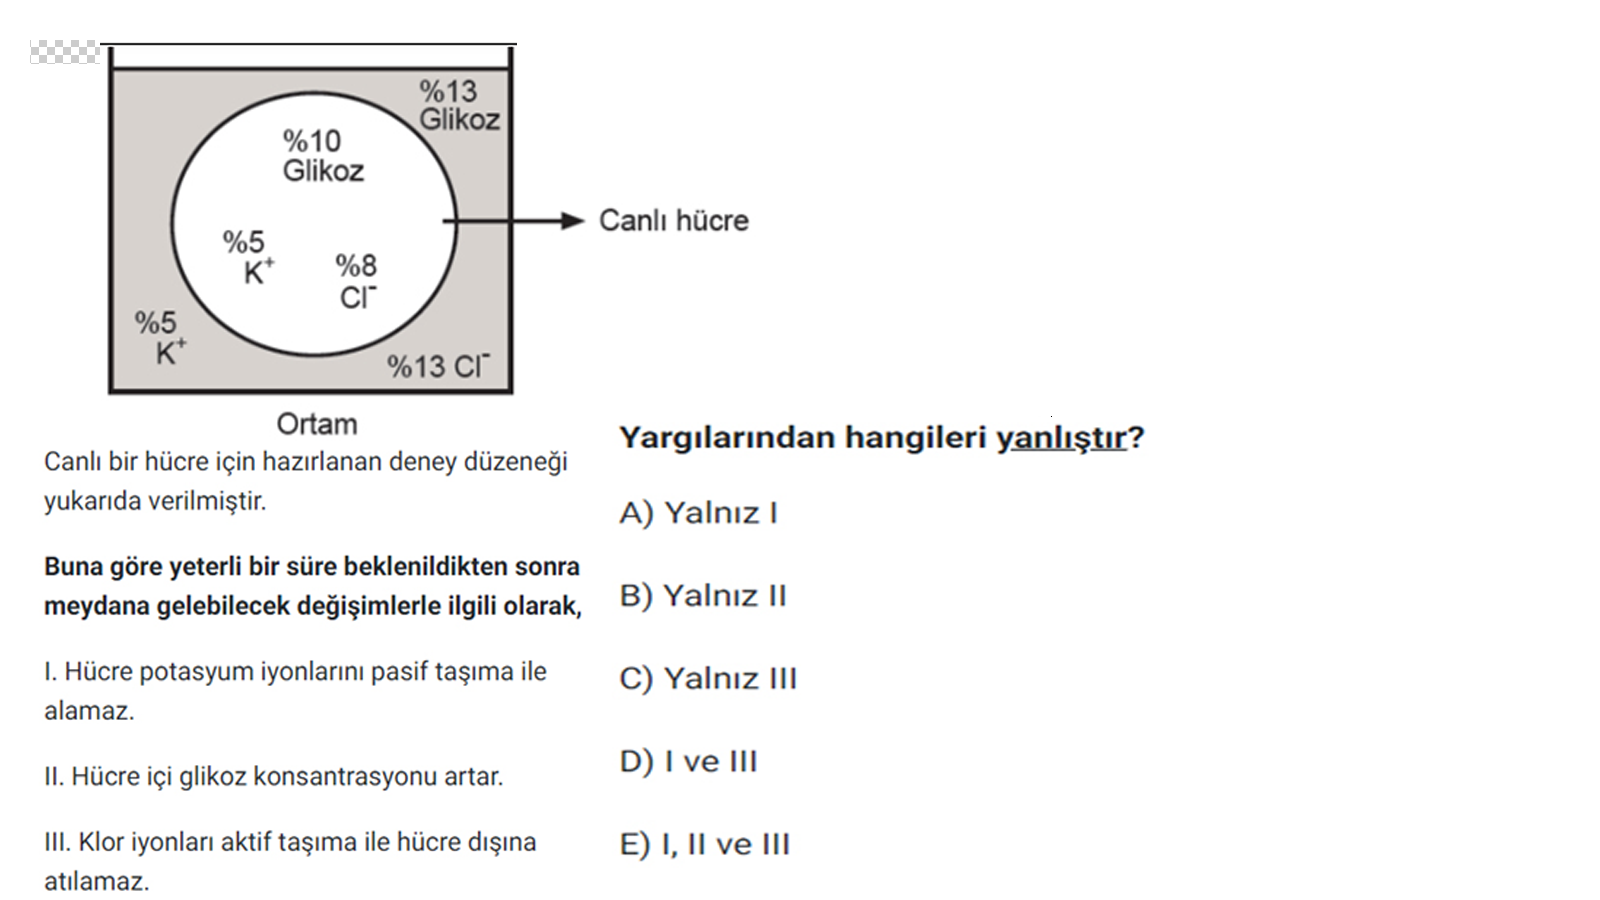 %13
Glikoz
%10
Glikoz
Canlı hücre
%5
K⁺
%8
Cl⁻
%5
K⁺
%13 Cl⁻
Ortam
Canlı bir hücre için hazırlanan deney düzeneği
yukarıda verilmiştir.
Buna göre yeterli bir süre beklenildikten sonra
meydana gelebilecek değişimlerle ilgili olarak,
I. Hücre potasyum iyonlarını pasif taşıma ile
alamaz.
II. Hücre içi glikoz konsantrasyonu artar.
III. Klor iyonları aktif taşıma ile hücre dışına
atılamaz.
Yargılarından hangileri yanlıştır?
A) Yalnız I
B) Yalnız II
C) Yalnız III
D) I ve III
E) I, II ve III